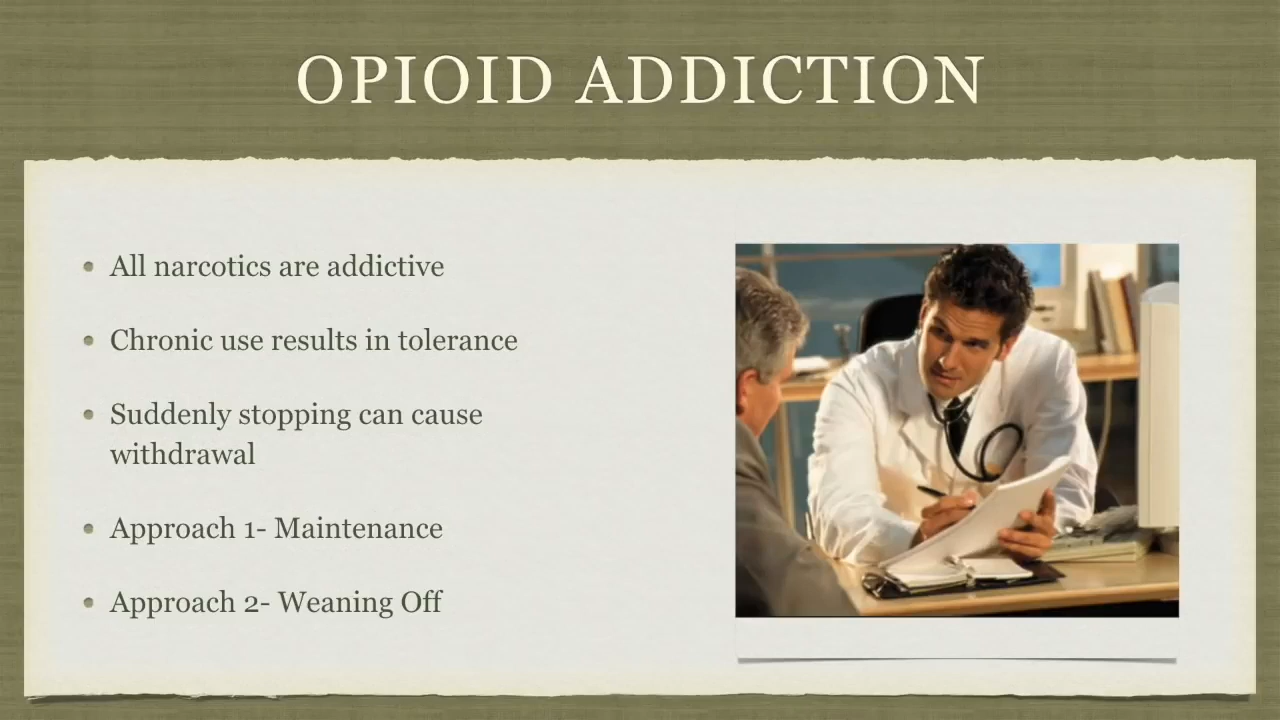 OPIOID ADDICTION
• All narcotics are addictive
• Chronic use results in tolerance
• Suddenly stopping can cause
withdrawal
• Approach 1- Maintenance
• Approach 2- Weaning Off